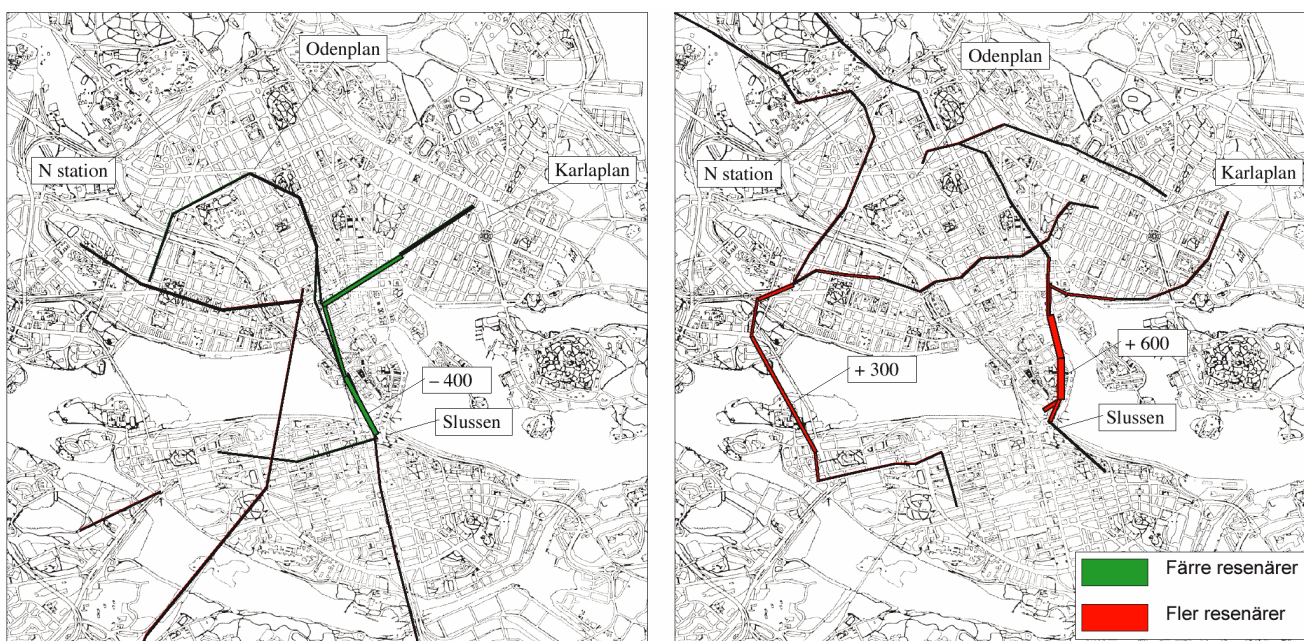 Odenplan
N station
Karlaplan
– 400
Slussen
Odenplan
N station
Karlaplan
+ 600
+ 300
Slussen
Färre resenärer
Fler resenärer